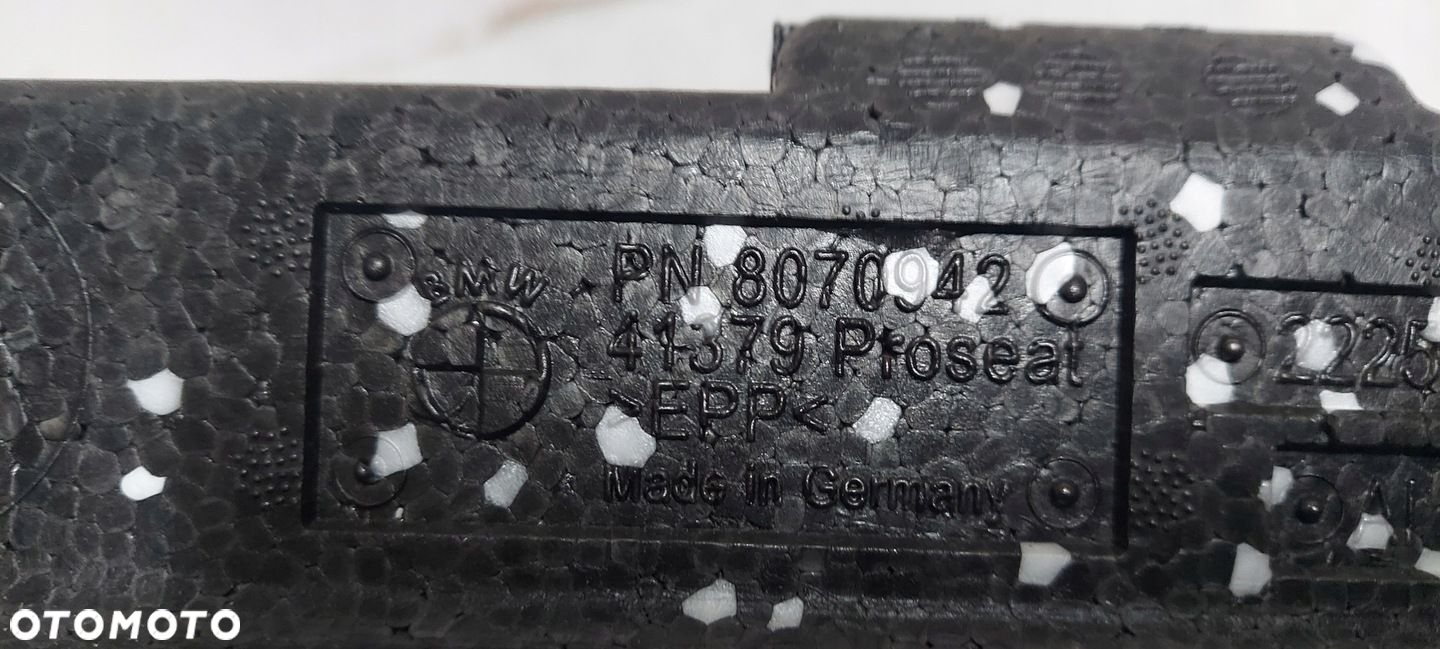 BMW
PN 8070942
41379 Proseat
>EPP<
Made in Germany
2225
OTOMOTO